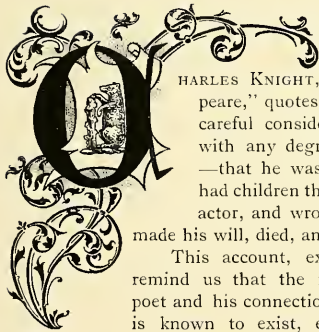 CHARLES KNIGHT,
peare," quotes
careful conside
with any degr
—that he was
had children th
actor, and wro
made his will, died, an
This account, ex
remind us that the
poet and his connectio
is known to exist, e